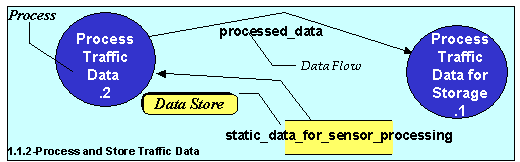 Process
Process
Traffic
Data
.2
processed_data
Data Flow
Process
Traffic
Data for
Storage
.1
Data Store
static_data_for_sensor_processing
1.1.2-Process and Store Traffic Data